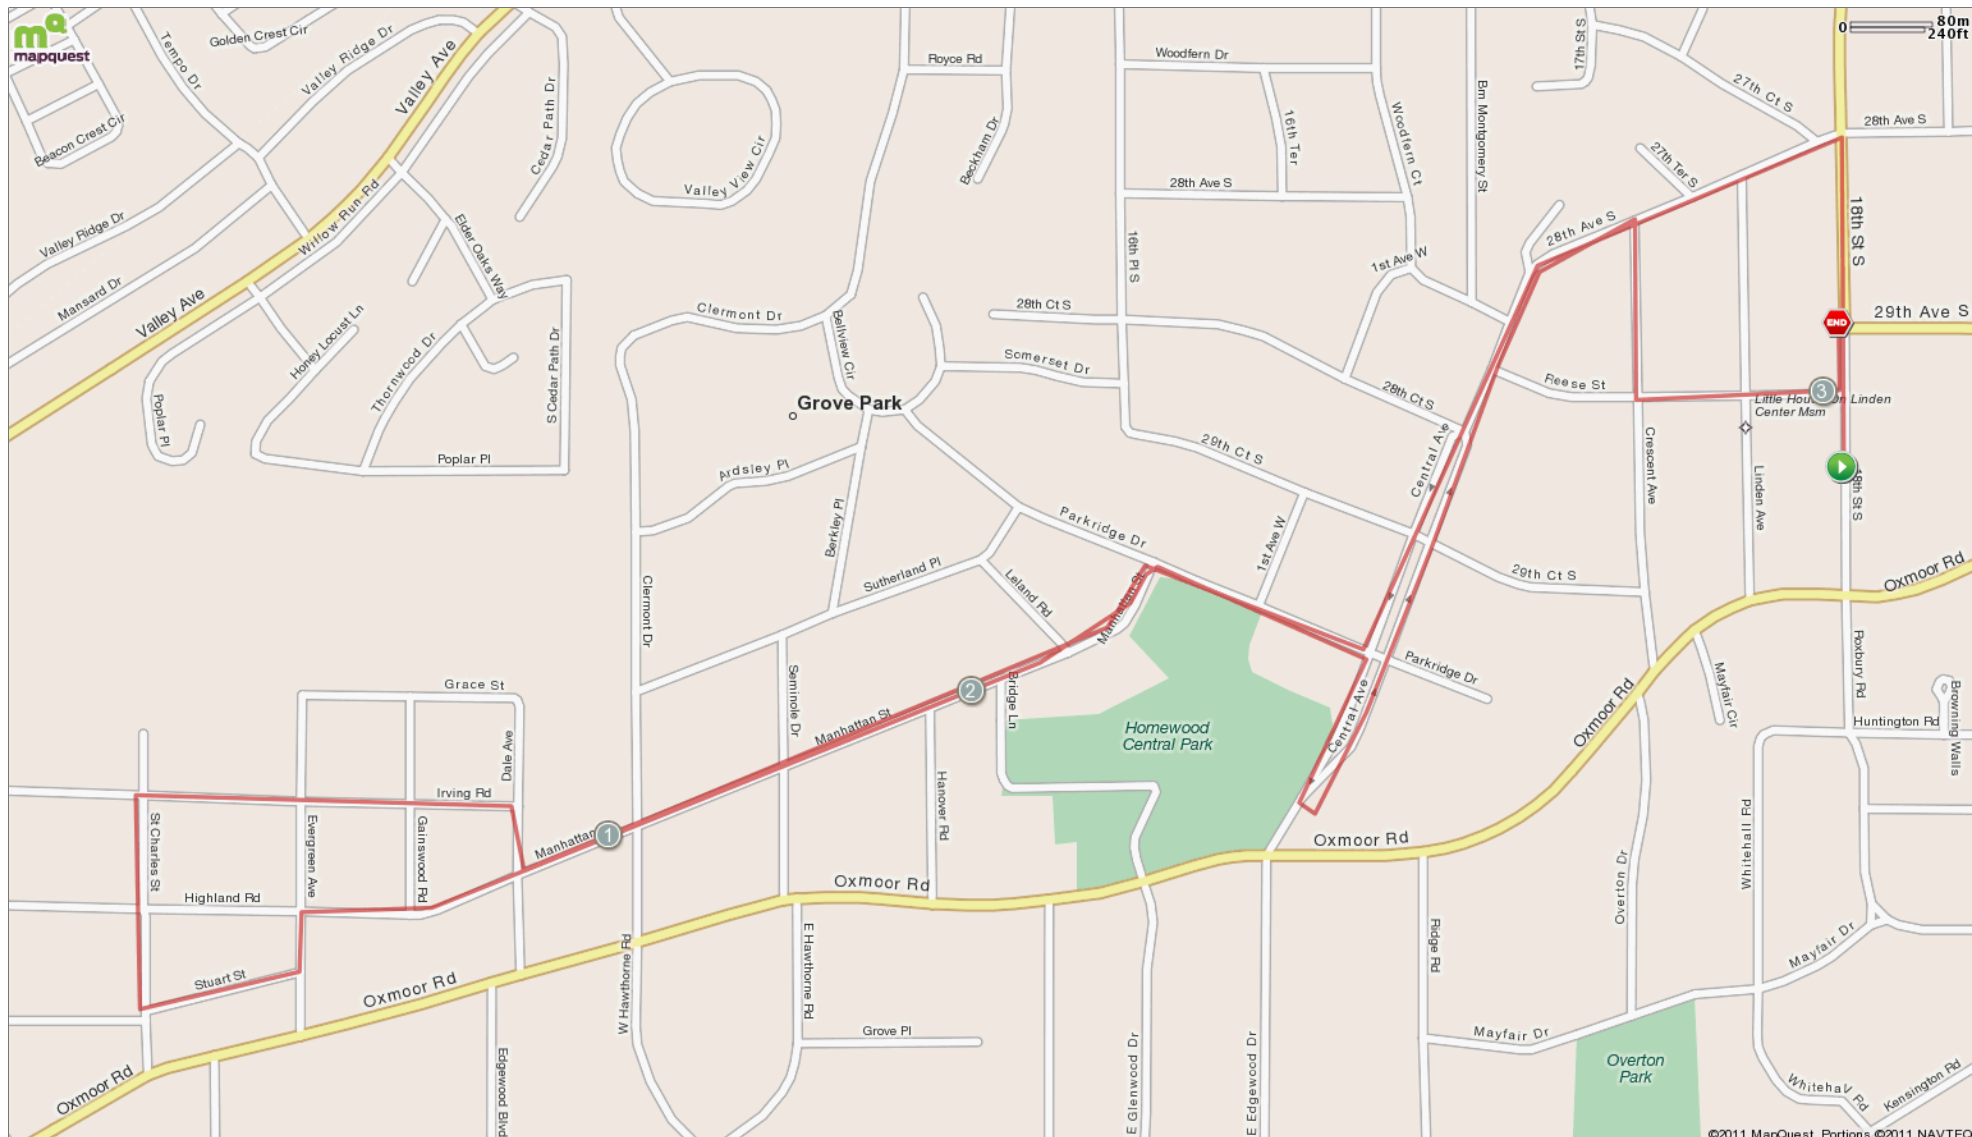 mapquest
Golden Crest Cir
Tempo Dr
Valley Ridge Dr
Valley Ave
Beacon Crest Cir
Cedar Path Dr
Royce Rd
Woodfern Dr
17th St S
80m
0
240ft
27th Ct S
28th Ave S
Woodfern Ct
Bm Montgomery St
16th Ter
Beckham Dr
Valley View Cir
27th Ter S
28th Ave S
Valley Ridge Dr
Willow Run Rd
Elder Oaks Way
16th Pl S
28th Ave S
18th St S
1st Ave W
Mansard Dr
Valley Ave
Honey Locust Ln
Thornwood Dr
S Cedar Path Dr
Clermont Dr
Bellview Cir
28th Ct S
END
29th Ave S
Somerset Dr
Reese St
28th Ct S
3
Little Hou On Linden
Center Msm
Grove Park
Poplar Pl
Poplar Pl
Ardsley Pl
29th Ct S
Central Ave
Crescent Ave
Linden Ave
18th St S
Berkley Pl
Parkridge Dr
1st Ave W
Sutherland Pl
Leland Rd
Manhattan St
29th Ct S
Oxmoor Rd
Clermont Dr
Roxbury Rd
Parkridge Dr
Mayfair Cir
Grace St
Seminole Dr
2
Bridge Ln
Manhattan St
Homewood
Central Park
Central Ave
Oxmoor Rd
Huntington Rd
Browning Walls
Dale Ave
Irving Rd
Hanover Rd
St Charles St
Evergreen Ave
Gainswood Rd
Manhattan
1
Oxmoor Rd
Whitehall Rd
Overton Dr
Highland Rd
Oxmoor Rd
Stuart St
Oxmoor Rd
W Hawthorne Rd
E Hawthorne Rd
Ridge Rd
Mayfair Dr
Grove Pl
Mayfair Dr
Edgewood Blvd
E Glenwood Dr
E Edgewood Dr
Overton
Park
Oxmoor Rd
Whitehal Rd
Kensington Rd
©2011 MapQuest Portions ©2011 NAVTEQ